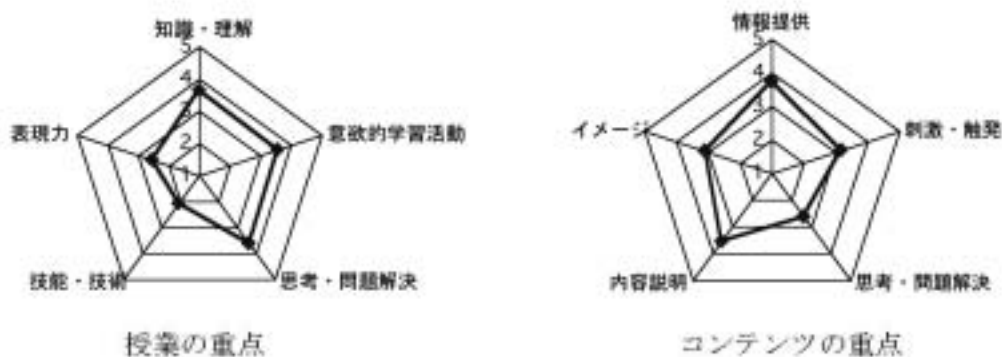 知識・理解
5
4
3
2
1
表現力
意欲的学習活動
技能・技術
思考・問題解決
授業の重点
情報提供
5
4
3
2
1
イメージ
刺激・触発
内容説明
思考・問題解決
コンテンツの重点